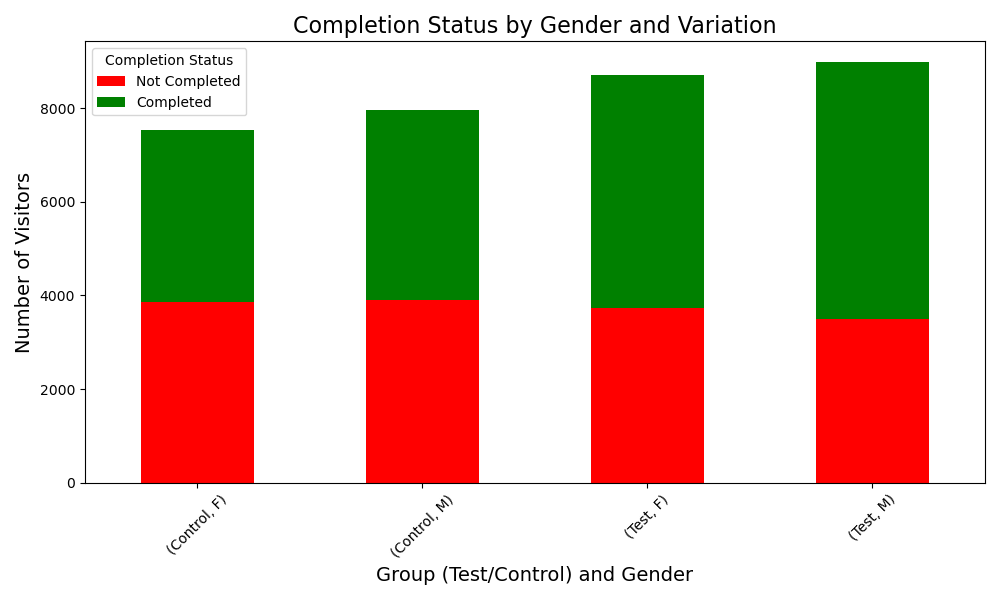 Completion Status by Gender and Variation
Completion Status
Not Completed
Completed
Number of Visitors
8000
6000
4000
2000
0
(Control, F)
(Control, M)
(Test, F)
(Test, M)
Group (Test/Control) and Gender